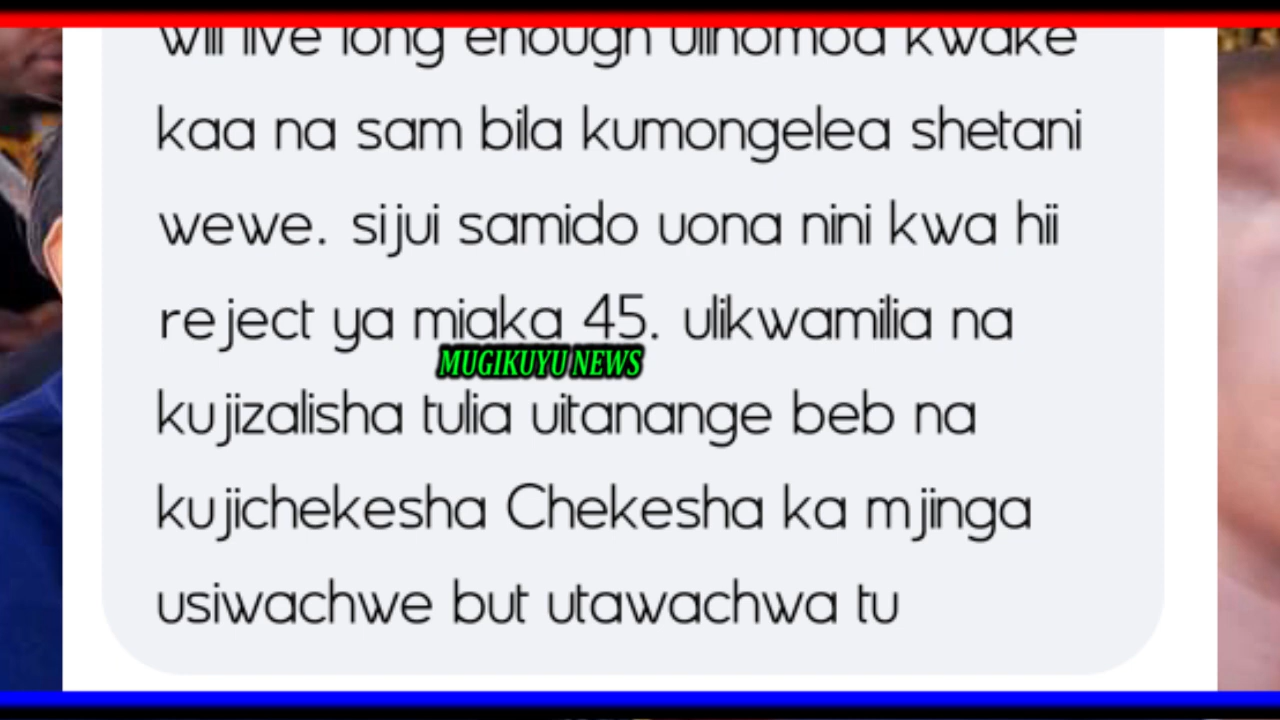 will live long enough ulihomoa kwake
kaa na sam bila kumongelea shetani
wewe. sijui samido uona nini kwa hii
reject ya miaka 45. ulikwamilia na
MUGIKUYU NEWS
kujizalisha tulia uitanange beb na
kujichekesha Chekesha ka mjinga
usiwachwe but utawachwa tu